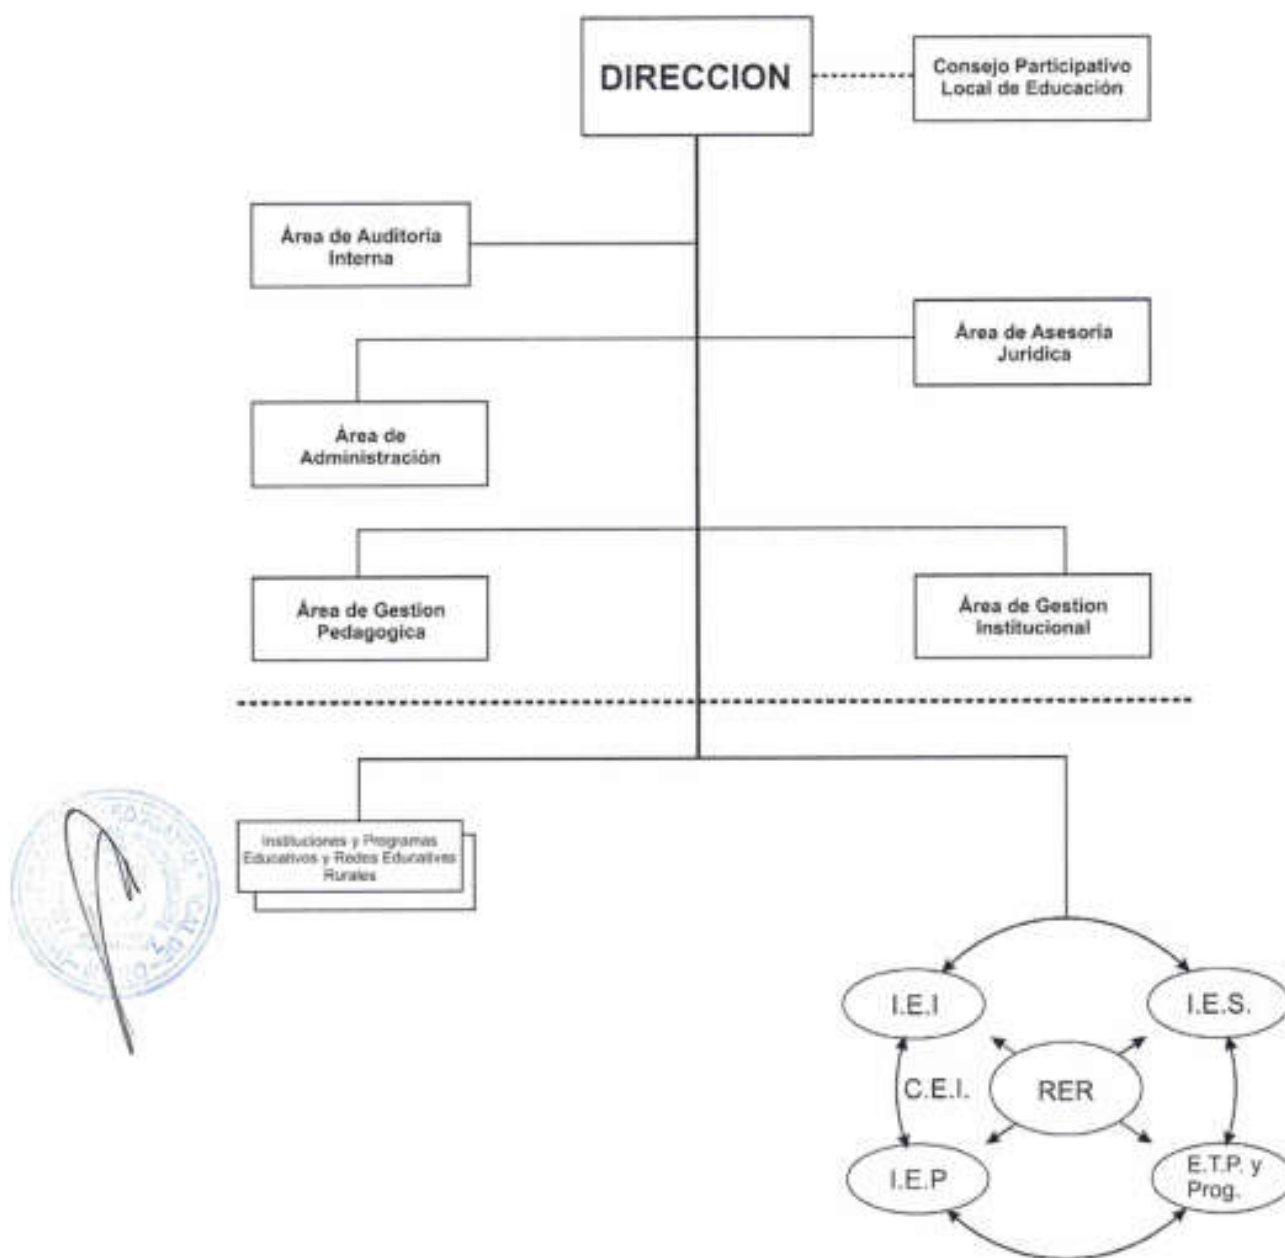 DIRECCION
Consejo Participativo
Local de Educación
Área de Auditoria
Interna
Área de Asesoria
Juridica
Área de
Administración
Área de Gestion
Pedagogica
Área de Gestion
Institucional
Instituciones y Programas
Educativos y Redes Educativas
Rurales
I.E.I
I.E.S.
C.E.I.
RER
I.E.P
E.T.P. y
Prog.